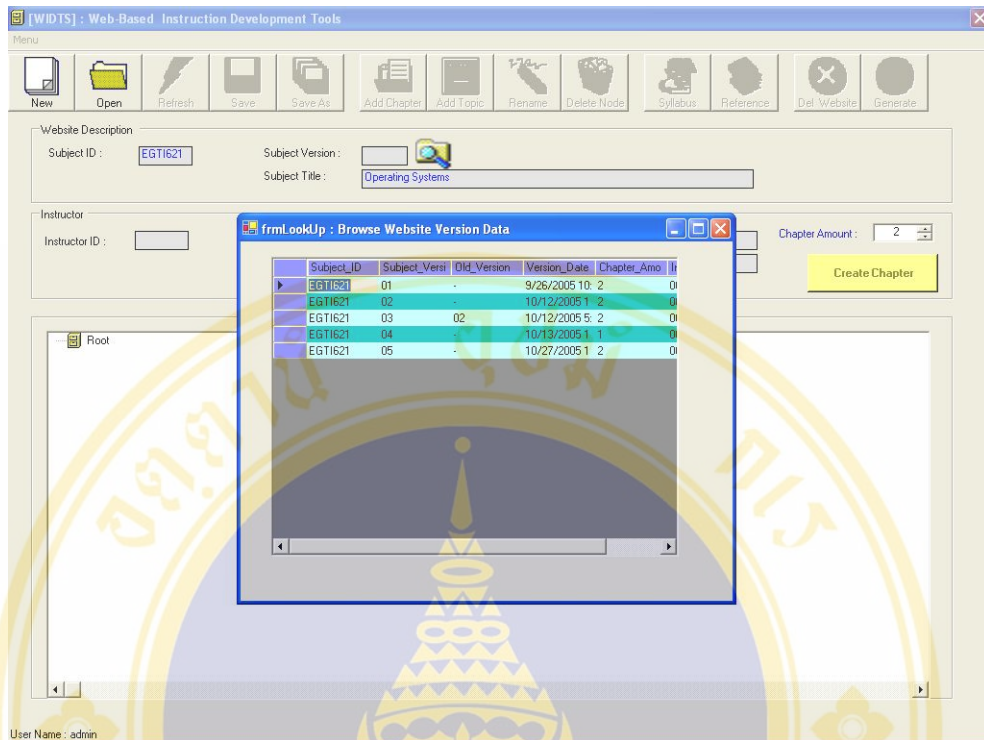 [WIDTS] : Web-Based Instruction Development Tools
Menu
New Open Refresh Save Save As Add Chapter Add Topic Rename Delete Node Syllabus Reference Del Website Generate
Website Description
Subject ID : EGTI621 Subject Version :
Subject Title : Operating Systems
Instructor
Instructor ID :
Chapter Amount : 2
Create Chapter
frmLookUp : Browse Website Version Data
Subject_ID Subject_Versi Old_Version Version_Date Chapter_Amo
EGTI621 01 - 9/26/2005 10: 2
EGTI621 02 - 10/12/2005 1 2
EGTI621 03 02 10/12/2005 5: 2
EGTI621 04 - 10/13/2005 1 1
EGTI621 05 - 10/27/2005 1 2
Root
User Name : admin